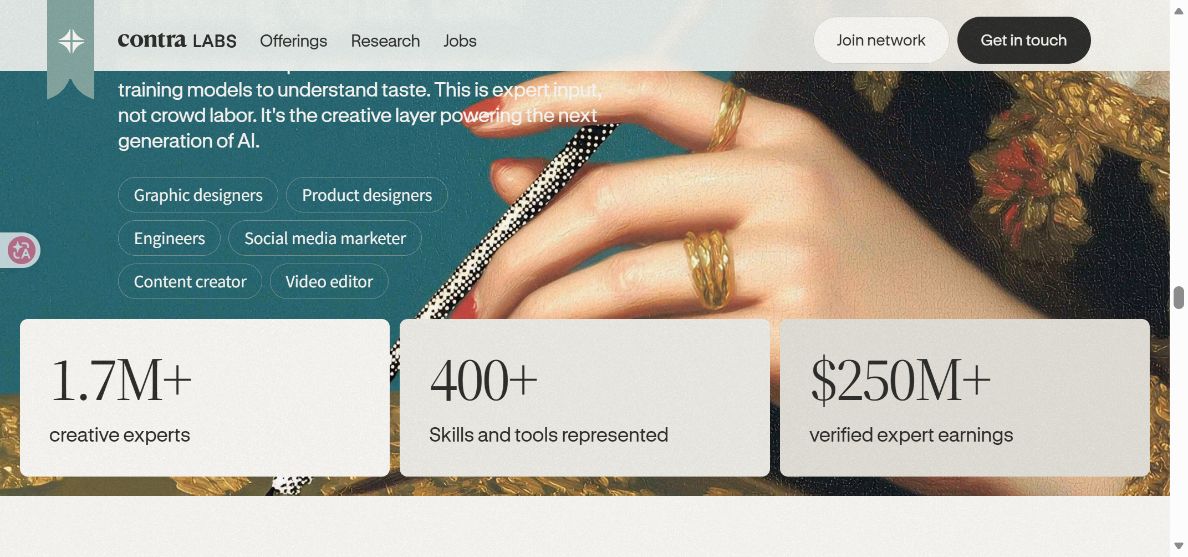 contra LABS Offerings Research Jobs Join network Get in touch
training models to understand taste. This is expert input,
not crowd labor. It's the creative layer powering the next
generation of AI.
Graphic designers Product designers
Engineers Social media marketer
Content creator Video editor
1.7M+ 400+ $250M+
creative experts Skills and tools represented verified expert earnings